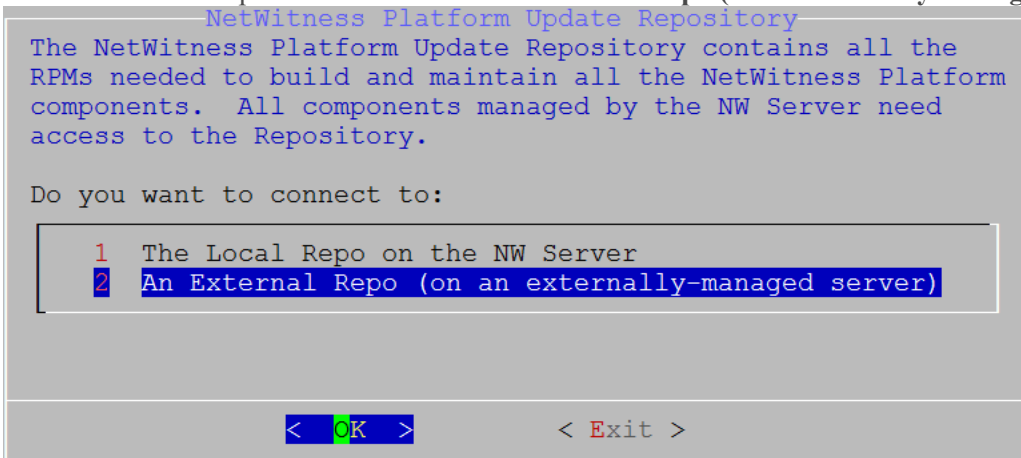 NetWitness Platform Update Repository
The NetWitness Platform Update Repository contains all the
RPMs needed to build and maintain all the NetWitness Platform
components.  All components managed by the NW Server need
access to the Repository.
Do you want to connect to:
1  The Local Repo on the NW Server
2  An External Repo (on an externally-managed server)
<  OK  >  < Exit >